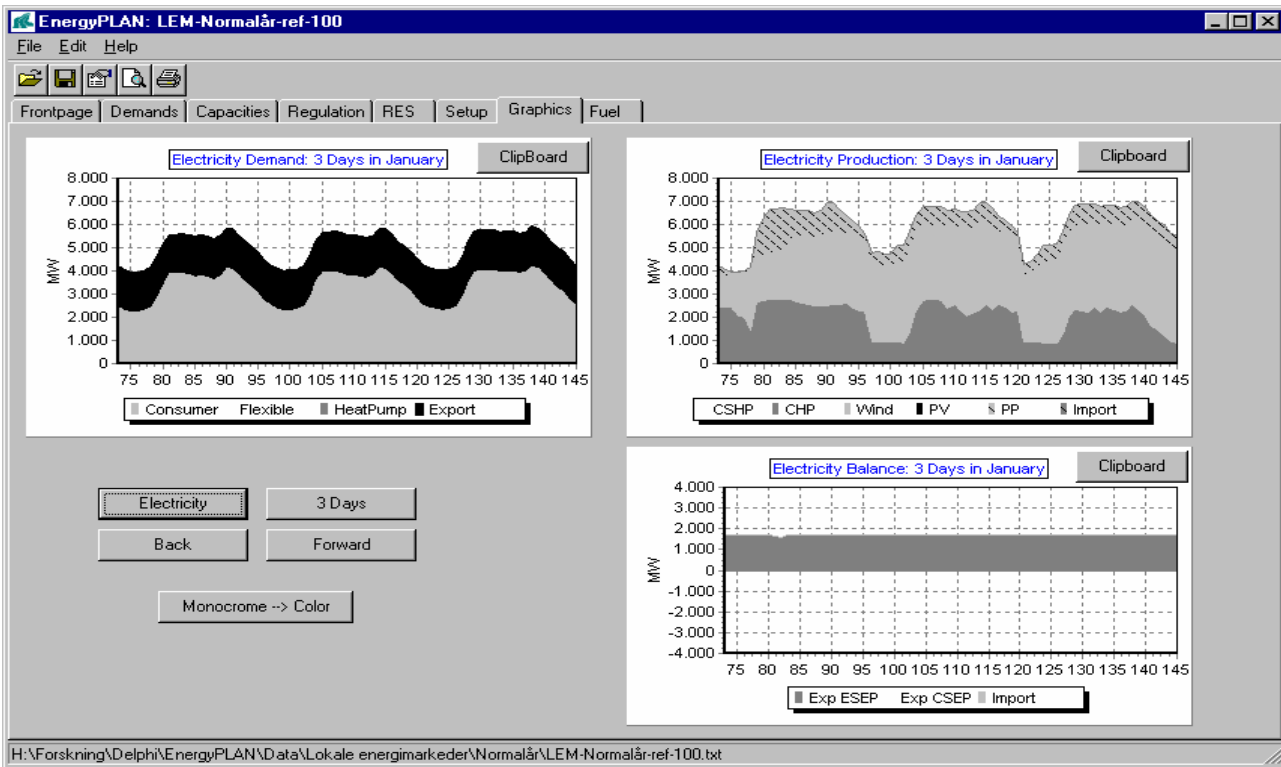 EnergyPLAN: LEM-Normalår-ref-100
File Edit Help
Frontpage Demands Capacities Regulation RES Setup Graphics Fuel
Electricity Demand: 3 Days in January
ClipBoard
8.000
7.000
6.000
5.000
4.000
3.000
2.000
1.000
0
MW
75 80 85 90 95 100 105 110 115 120 125 130 135 140 145
Consumer Flexible HeatPump Export
Electricity Production: 3 Days in January
Clipboard
8.000
7.000
6.000
5.000
4.000
3.000
2.000
1.000
0
MW
75 80 85 90 95 100 105 110 115 120 125 130 135 140 145
CSHP CHP Wind PV PP Import
Electricity 3 Days
Back Forward
Monocrome --> Color
Electricity Balance: 3 Days in January
Clipboard
4.000
3.000
2.000
1.000
0
-1.000
-2.000
-3.000
-4.000
MW
75 80 85 90 95 100 105 110 115 120 125 130 135 140 145
Exp ESEP Exp CSEP Import
H:\Forskning\Delphi\EnergyPLAN\Data\Lokale energimarkeder\Normalår\LEM-Normalår-ref-100.txt